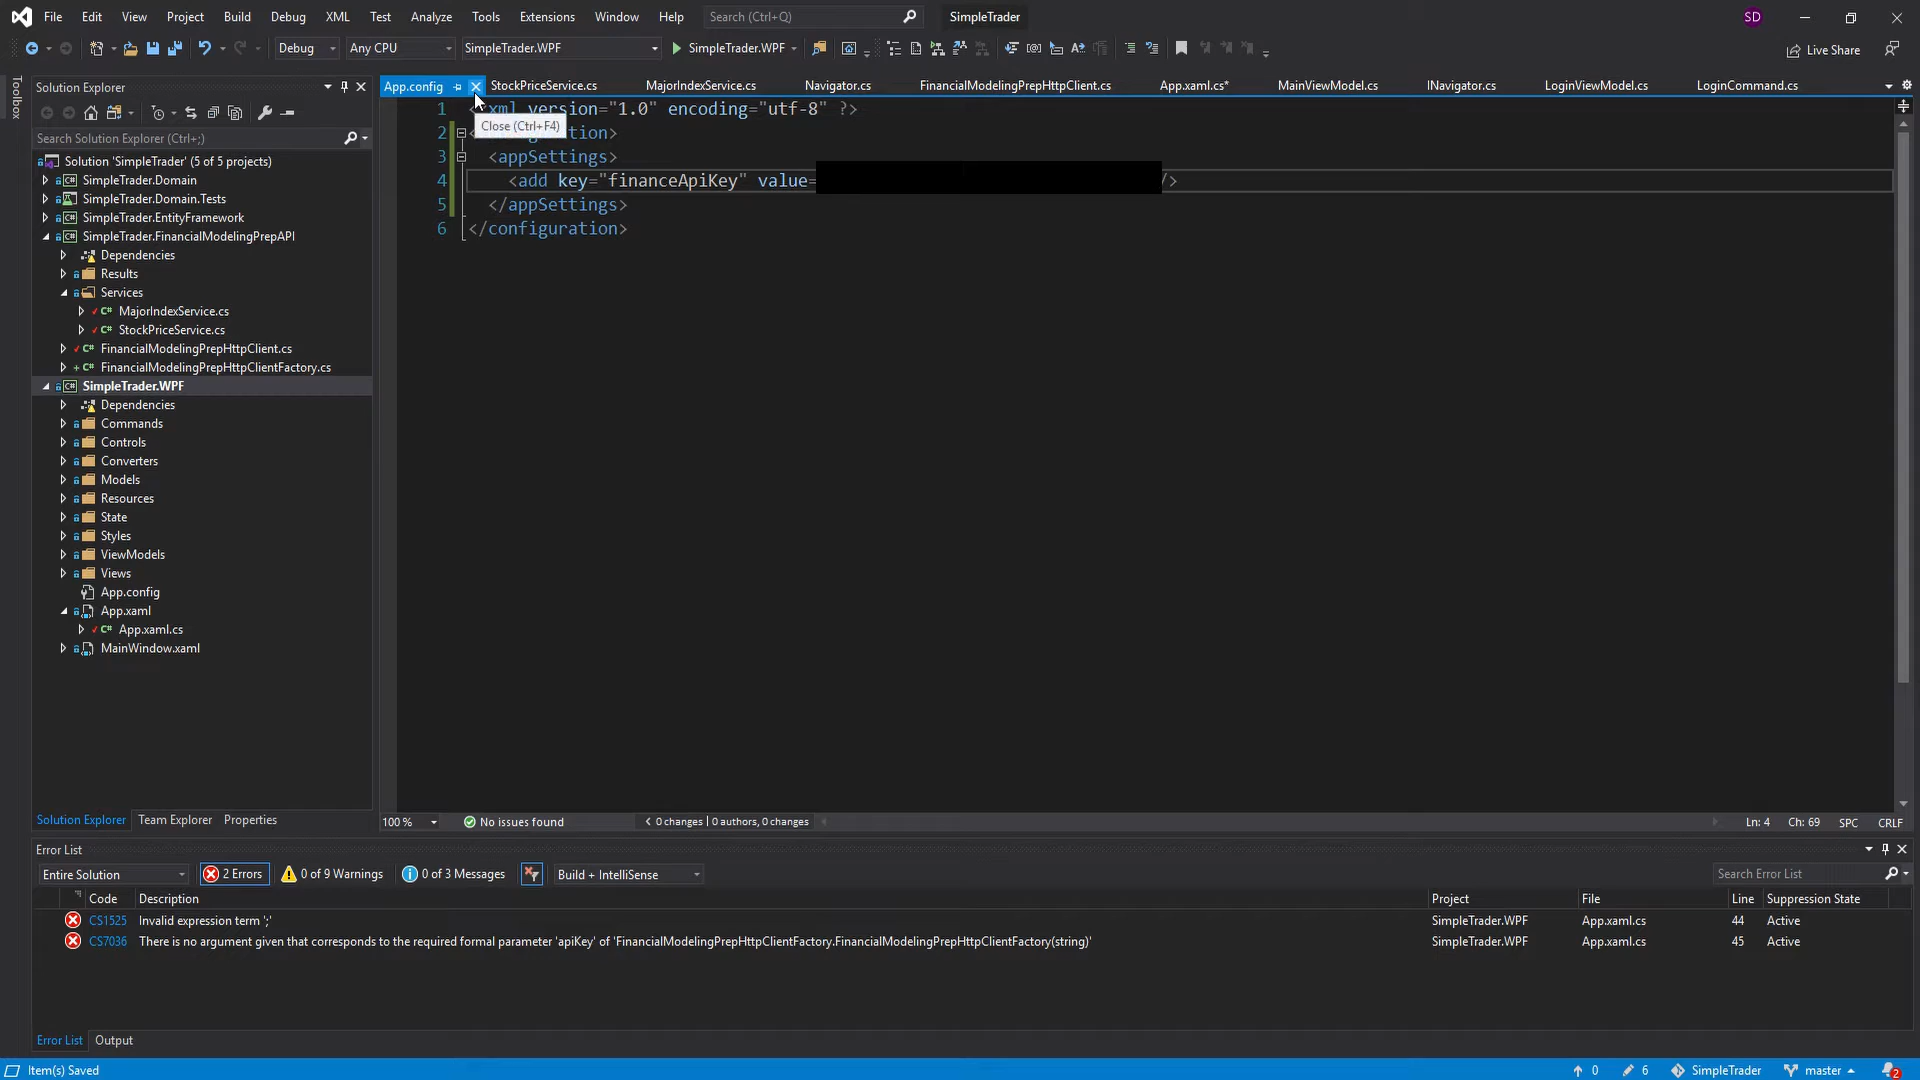 File Edit View Project Build Debug XML Test Analyze Tools Extensions Window Help Search (Ctrl+Q) SimpleTrader SD
Debug Any CPU SimpleTrader.WPF SimpleTrader.WPF Live Share
Toolbox
Solution Explorer
Search Solution Explorer (Ctrl+;)
Solution 'SimpleTrader' (5 of 5 projects)
SimpleTrader.Domain
SimpleTrader.Domain.Tests
SimpleTrader.EntityFramework
SimpleTrader.FinancialModelingPrepAPI
Dependencies
Results
Services
MajorIndexService.cs
StockPriceService.cs
FinancialModelingPrepHttpClient.cs
FinancialModelingPrepHttpClientFactory.cs
SimpleTrader.WPF
Dependencies
Commands
Controls
Converters
Models
Resources
State
Styles
ViewModels
Views
App.config
App.xaml
App.xaml.cs
MainWindow.xaml
Solution Explorer Team Explorer Properties
App.config StockPriceService.cs MajorIndexService.cs Navigator.cs FinancialModelingPrepHttpClient.cs App.xaml.cs* MainViewModel.cs INavigator.cs LoginViewModel.cs LoginCommand.cs
1 xml version="1.0" encoding="utf-8" ?>
Close (Ctrl+F4)
2 tion>
3 <appSettings>
4 <add key="financeApiKey" value= />
5 </appSettings>
6 </configuration>
100 % No issues found 0 changes | 0 authors, 0 changes Ln: 4 Ch: 69 SPC CRLF
Error List
Entire Solution 2 Errors 0 of 9 Warnings 0 of 3 Messages Build + IntelliSense Search Error List
Code Description Project File Line Suppression State
CS1525 Invalid expression term ';' SimpleTrader.WPF App.xaml.cs 44 Active
CS7036 There is no argument given that corresponds to the required formal parameter 'apiKey' of 'FinancialModelingPrepHttpClientFactory.FinancialModelingPrepHttpClientFactory(string)' SimpleTrader.WPF App.xaml.cs 45 Active
Error List Output
Item(s) Saved 0 6 SimpleTrader master 2